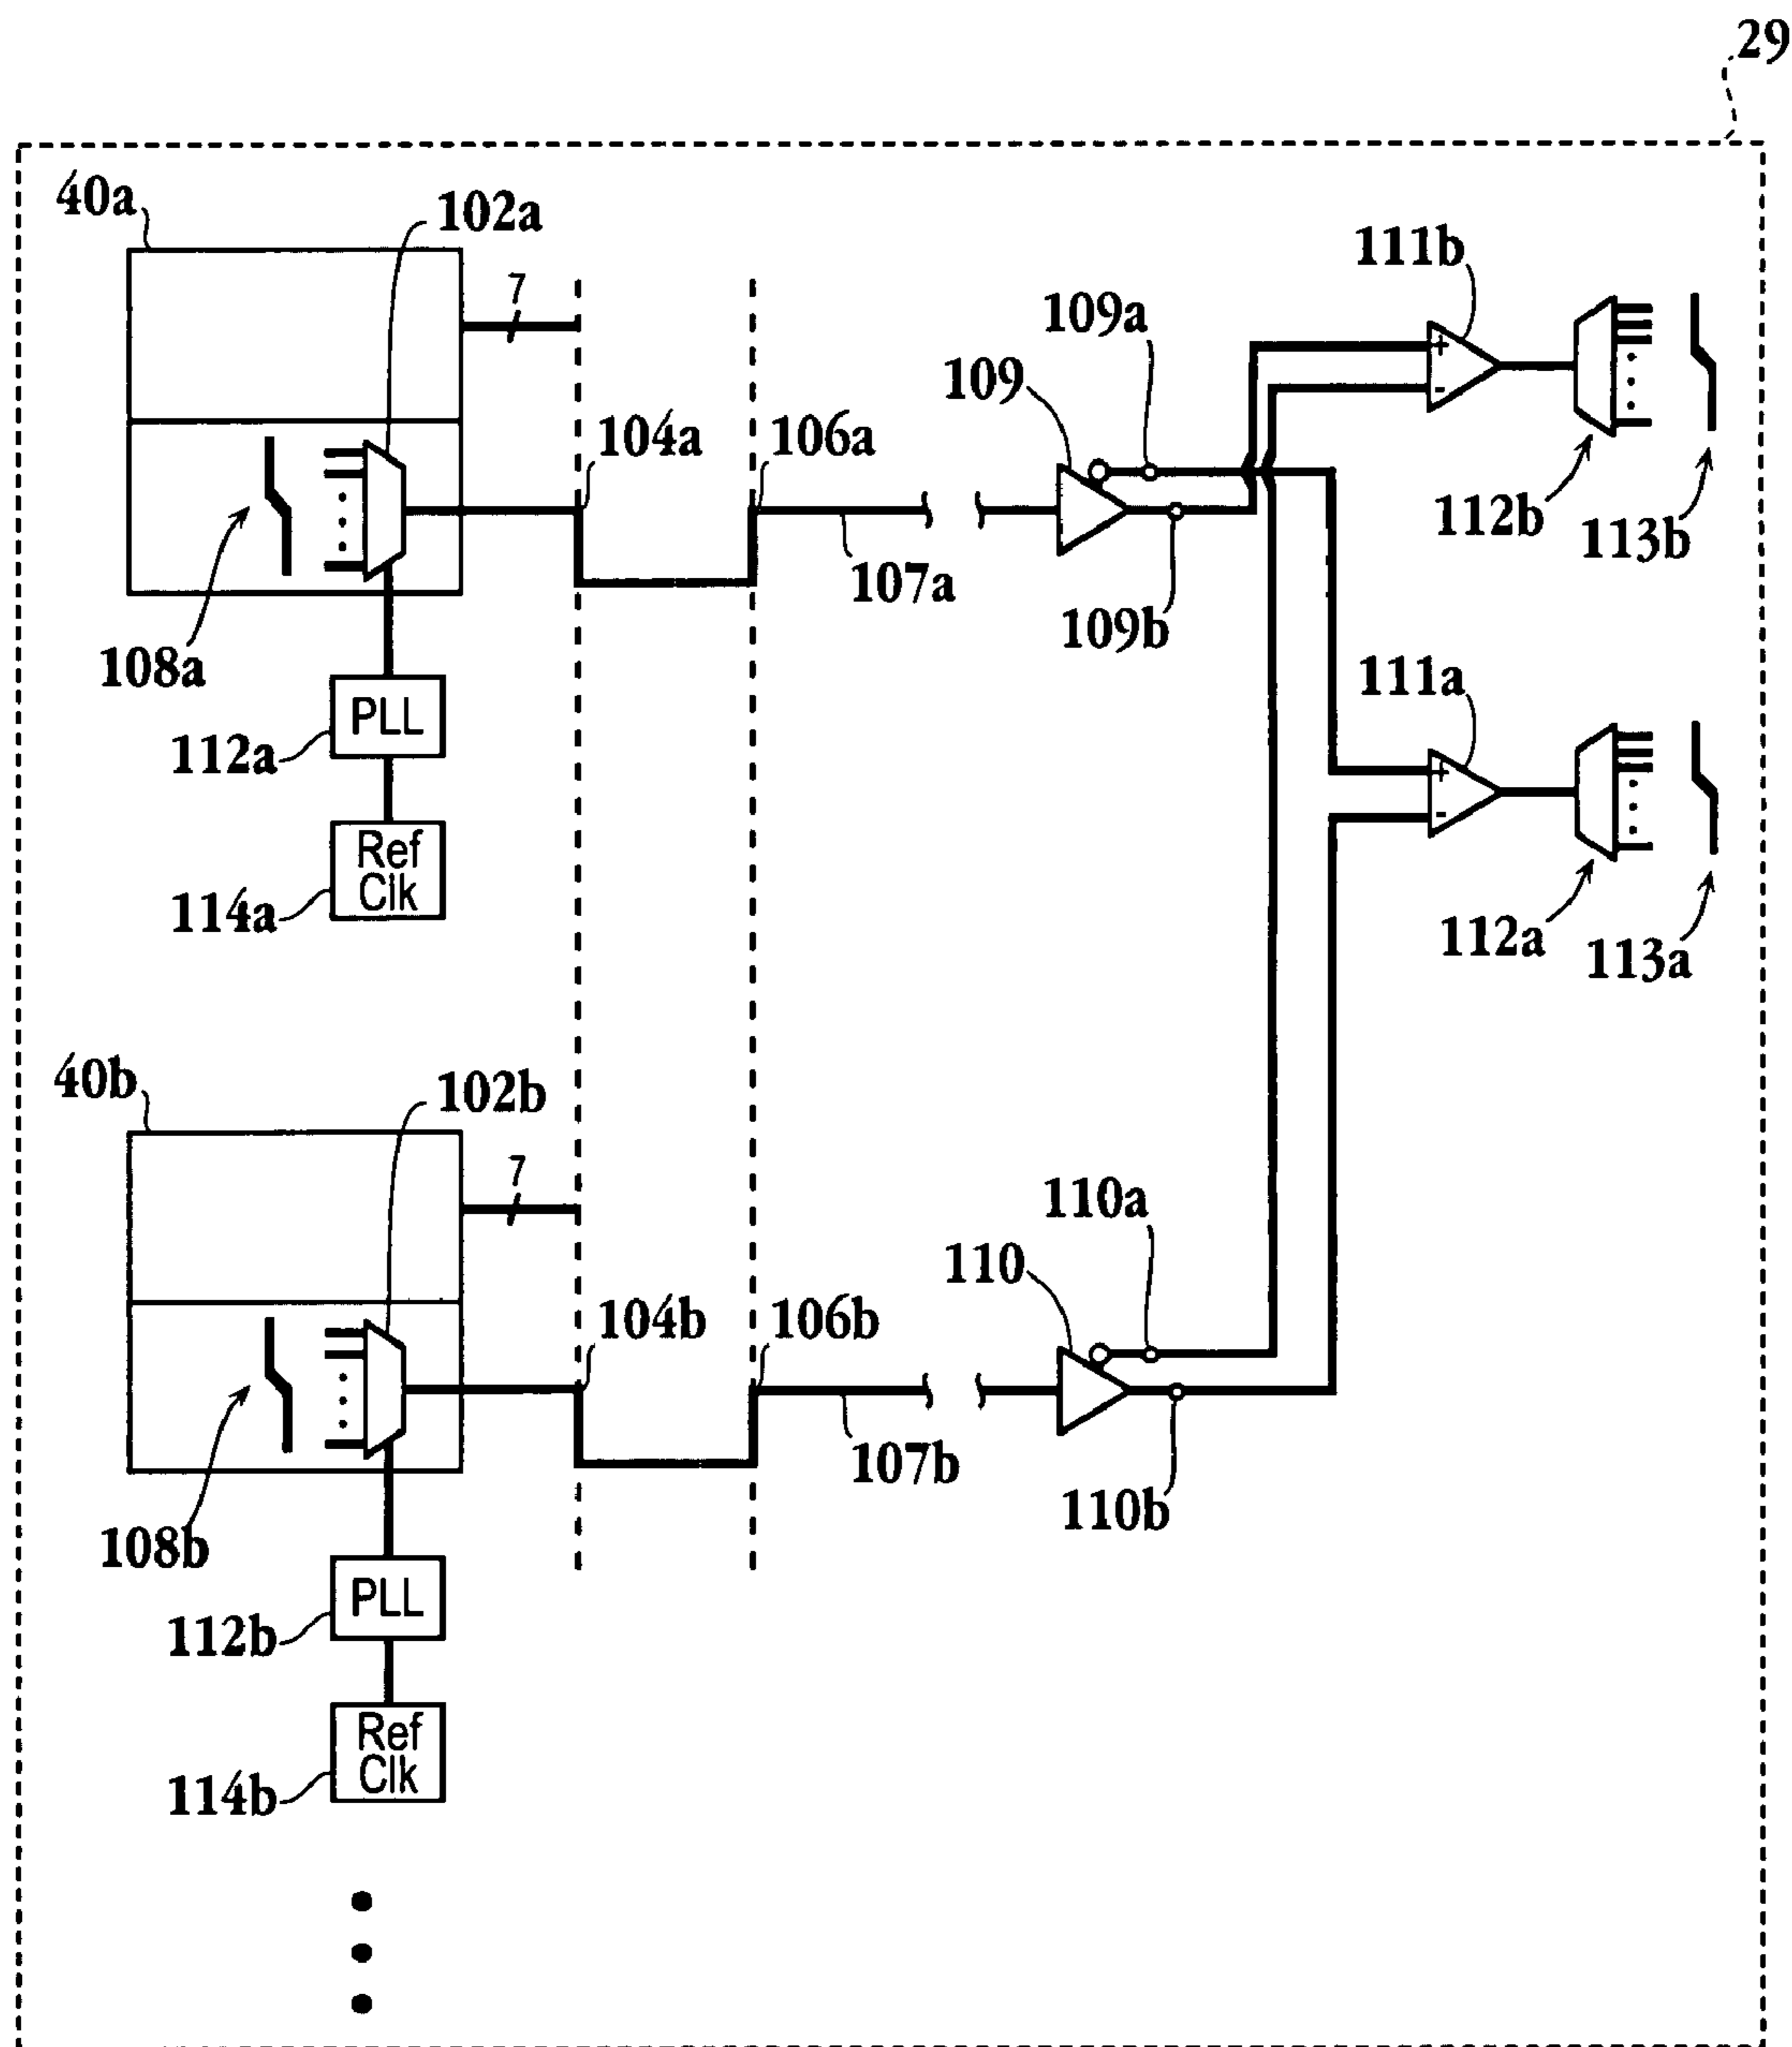 29
40a
102a
7
111b
109a
109
104a
106a
112b
113b
107a
109b
108a
PLL
112a
111a
Ref
Clk
114a
112a
113a
40b
102b
7
110a
110
104b
106b
107b
110b
108b
PLL
112b
Ref
Clk
114b
+
-
+
-